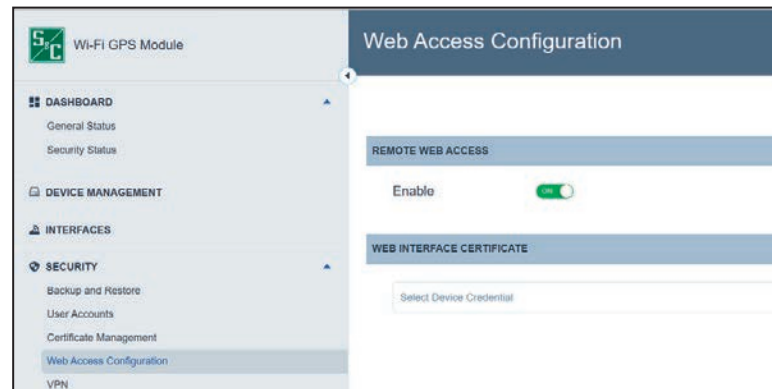 S&C
Wi-Fi GPS Module
DASHBOARD
General Status
Security Status
DEVICE MANAGEMENT
INTERFACES
SECURITY
Backup and Restore
User Accounts
Certificate Management
Web Access Configuration
VPN
Web Access Configuration
REMOTE WEB ACCESS
Enable
ON
WEB INTERFACE CERTIFICATE
Select Device Credential